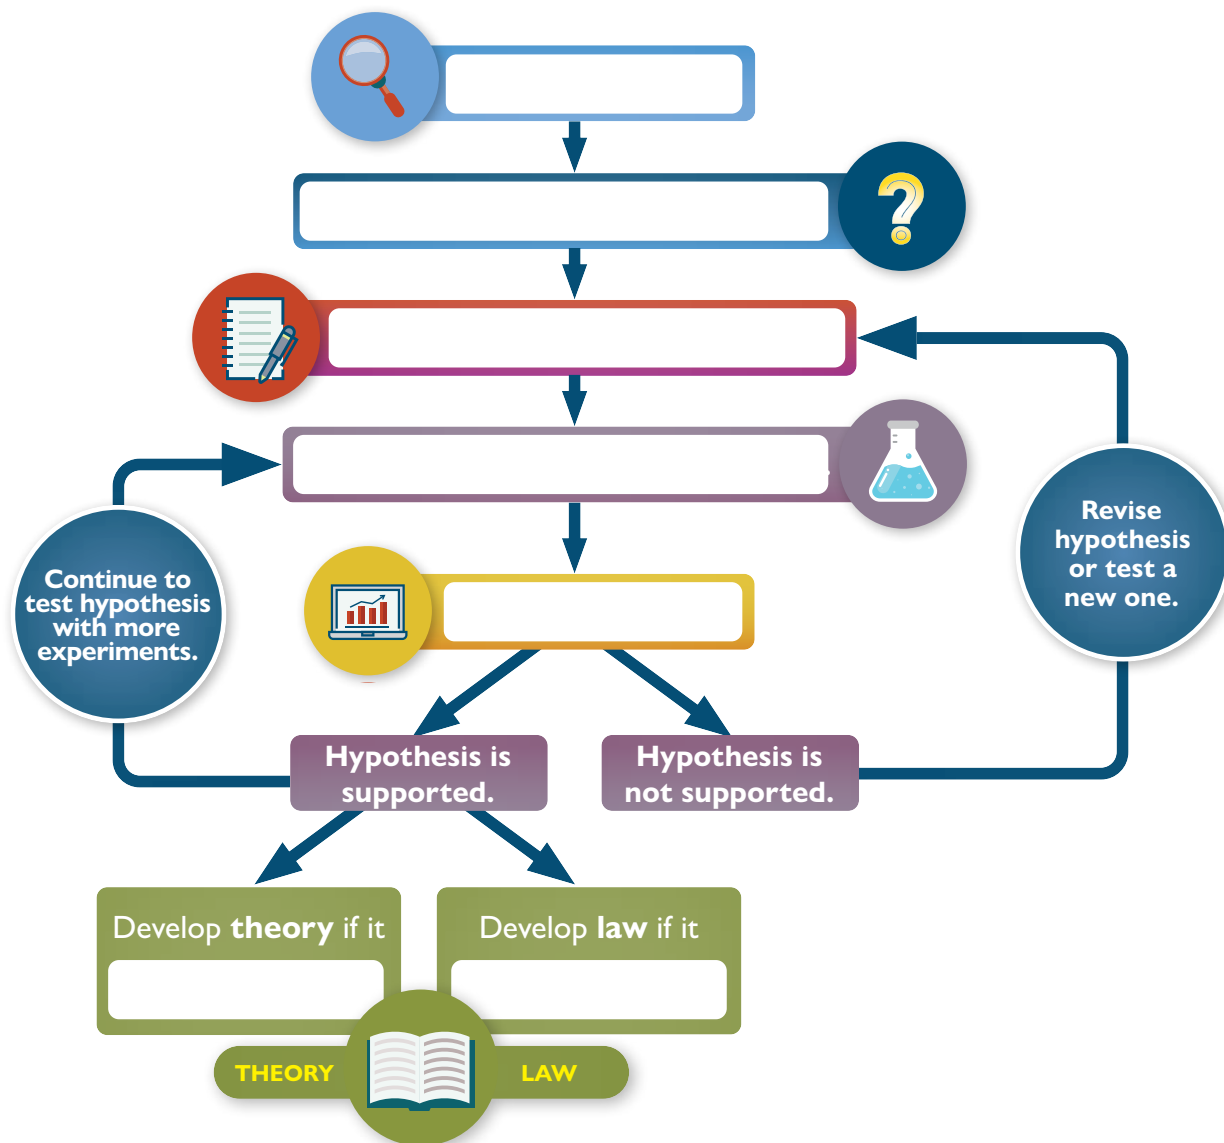 Continue to
test hypothesis
with more
experiments.
Revise
hypothesis
or test a
new one.
Hypothesis is
supported.
Hypothesis is
not supported.
Develop theory if it
Develop law if it
THEORY
LAW